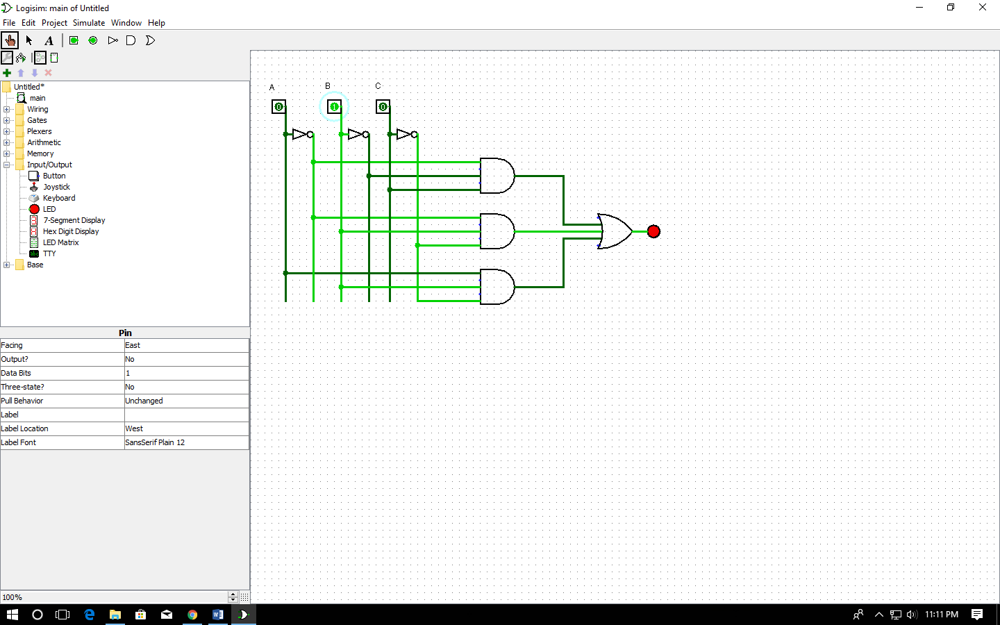 Logisim: main of Untitled
File Edit Project Simulate Window Help
A
Untitled*
main
Wiring
Gates
Plexers
Arithmetic
Memory
Input/Output
Button
Joystick
Keyboard
LED
7-Segment Display
Hex Digit Display
LED Matrix
abc TTY
Base
Pin
Facing East
Output? No
Data Bits 1
Three-state? No
Pull Behavior Unchanged
Label
Label Location West
Label Font SansSerif Plain 12
100%
A B C
0 1 0
11:11 PM